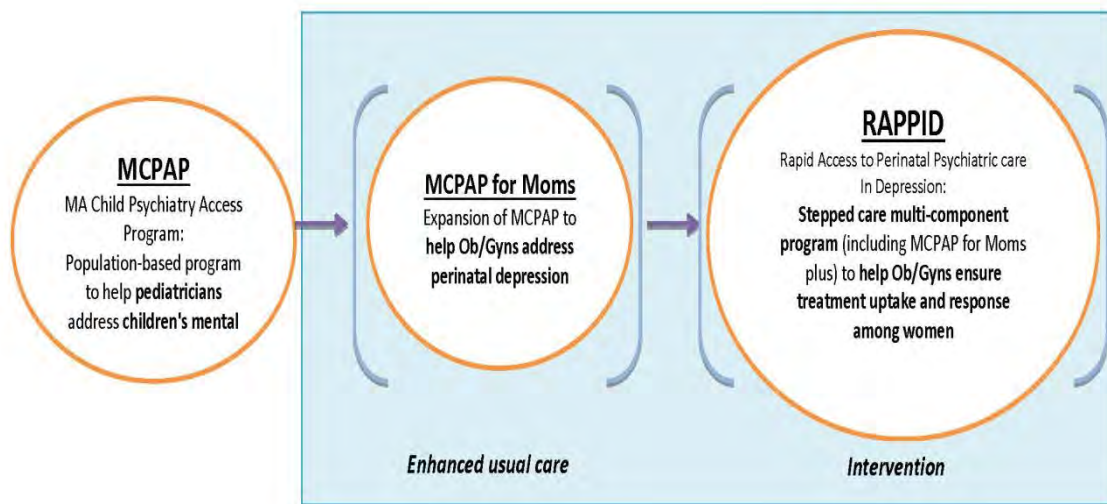 MCPAP
MA Child Psychiatry Access
Program:
Population-based program
to help pediatricians
address children's mental
MCPAP for Moms
Expansion of MCPAP to
help Ob/Gyns address
perinatal depression
RAPPID
Rapid Access to Perinatal Psychiatric care
In Depression:
Stepped care multi-component
program (including MCPAP for Moms
plus) to help Ob/Gyns ensure
treatment uptake and response
among women
Enhanced usual care
Intervention